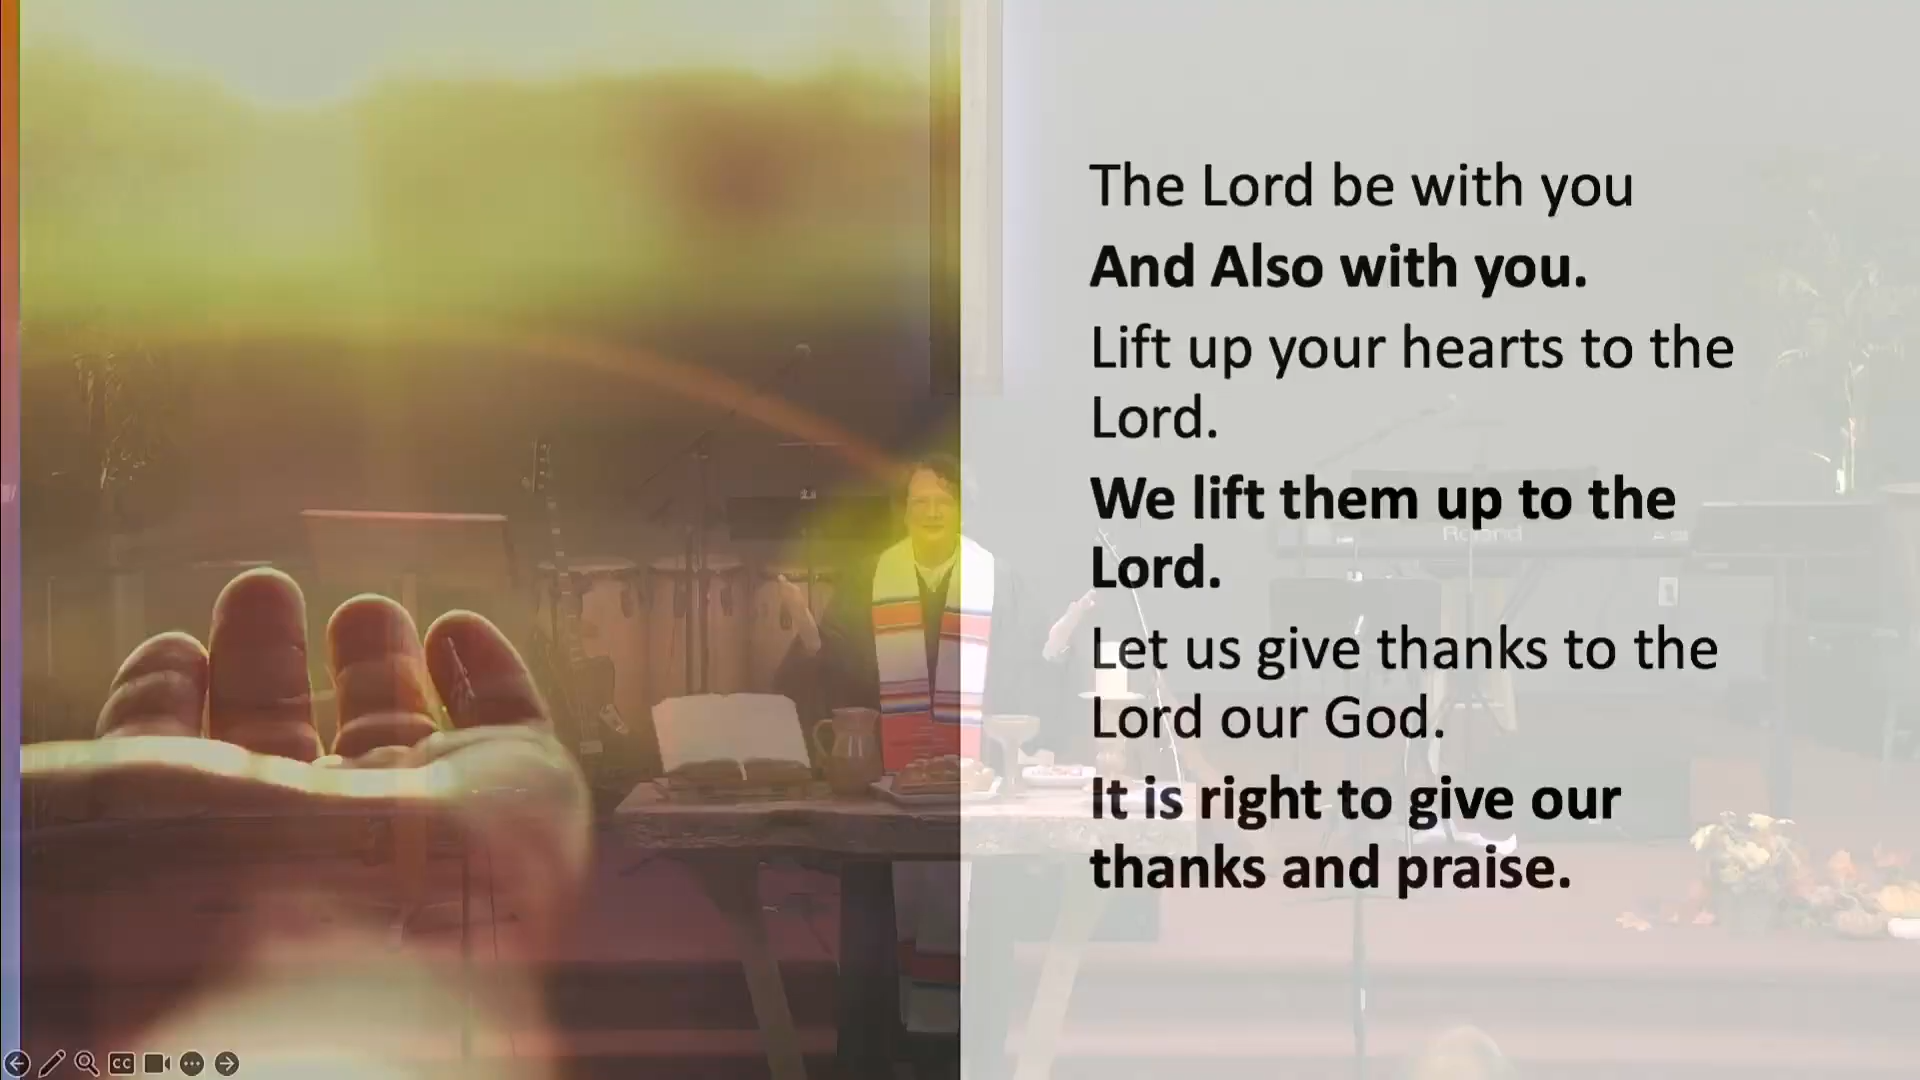 The Lord be with you
And Also with you.
Lift up your hearts to the
Lord.
We lift them up to the
Lord.
Let us give thanks to the
Lord our God.
It is right to give our
thanks and praise.
Roland
CC